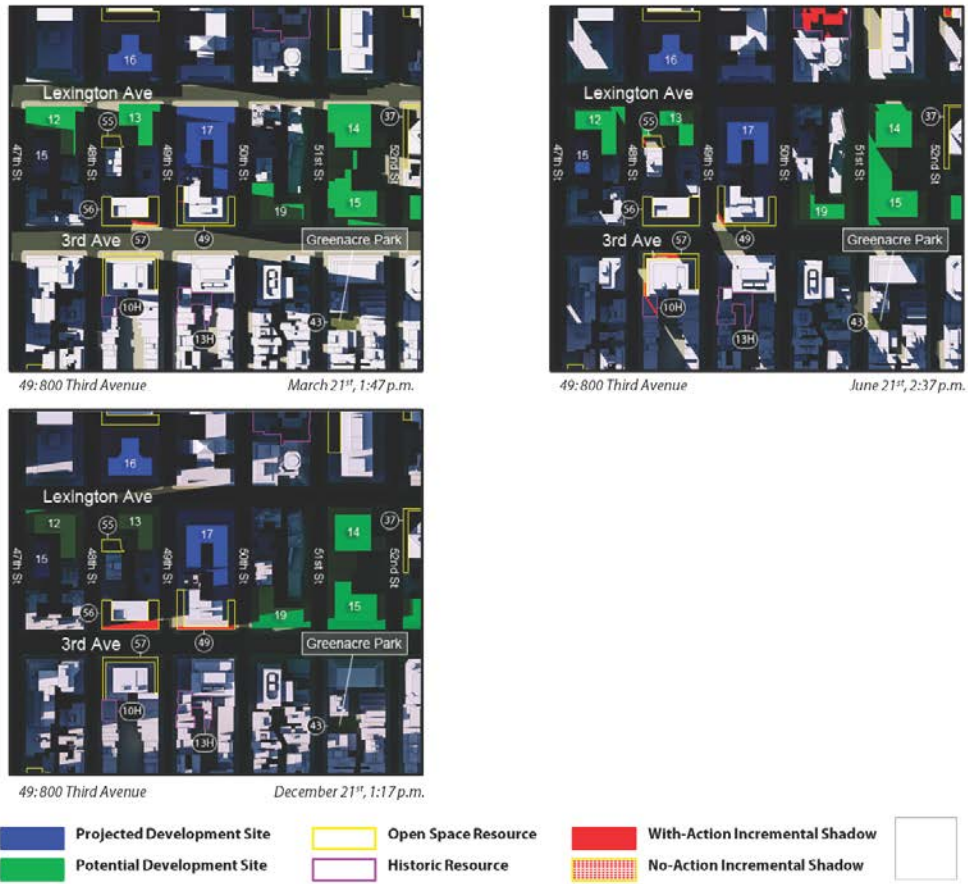 16
Lexington Ave
12
55
13
17
14
37
47th St
15
48th St
49th St
50th St
51st St
52nd St
56
19
15
3rd Ave
57
49
Greenacre Park
10H
13H
43
49: 800 Third Avenue
March 21st, 1:47 p.m.
16
Lexington Ave
12
55
13
17
14
37
47th St
15
48th St
49th St
50th St
51st St
52nd St
56
19
15
3rd Ave
57
49
Greenacre Park
10H
13H
43
49: 800 Third Avenue
June 21st, 2:37 p.m.
16
Lexington Ave
12
55
13
17
14
37
47th St
15
48th St
49th St
50th St
51st St
52nd St
56
19
15
3rd Ave
57
49
Greenacre Park
10H
13H
43
49: 800 Third Avenue
December 21st, 1:17 p.m.
Projected Development Site
Open Space Resource
With-Action Incremental Shadow
Potential Development Site
Historic Resource
No-Action Incremental Shadow